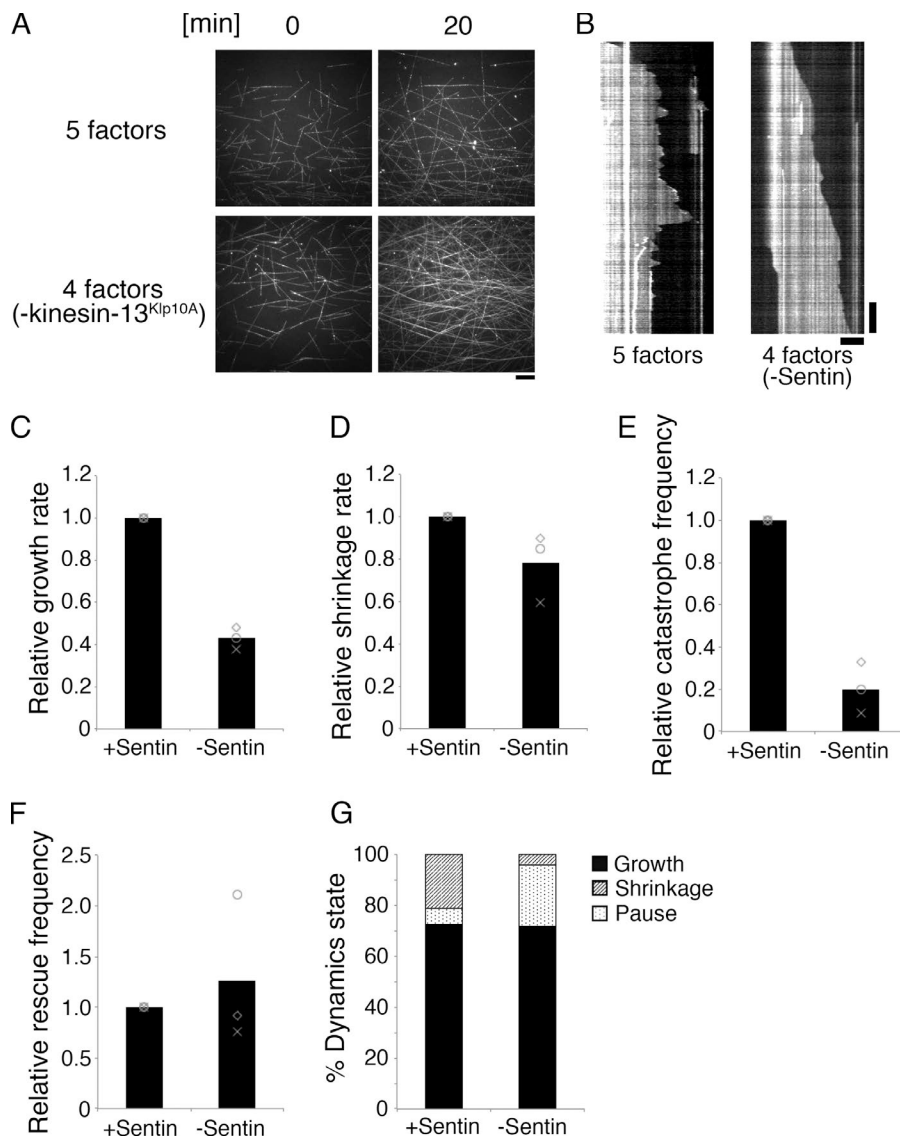 A
[min]
0
20
5 factors
4 factors
(-kinesin-13Klp10A)
B
5 factors
4 factors
(-Sentin)
C
Relative growth rate
1.2
1.0
0.8
0.6
0.4
0.2
0
+Sentin
-Sentin
D
Relative shrinkage rate
1.2
1.0
0.8
0.6
0.4
0.2
0
+Sentin
-Sentin
E
Relative catastrophe frequency
1.2
1.0
0.8
0.6
0.4
0.2
0
+Sentin
-Sentin
F
Relative rescue frequency
2.5
2.0
1.5
1.0
0.5
0
+Sentin
-Sentin
G
% Dynamics state
100
80
60
40
20
0
+Sentin
-Sentin
Growth
Shrinkage
Pause